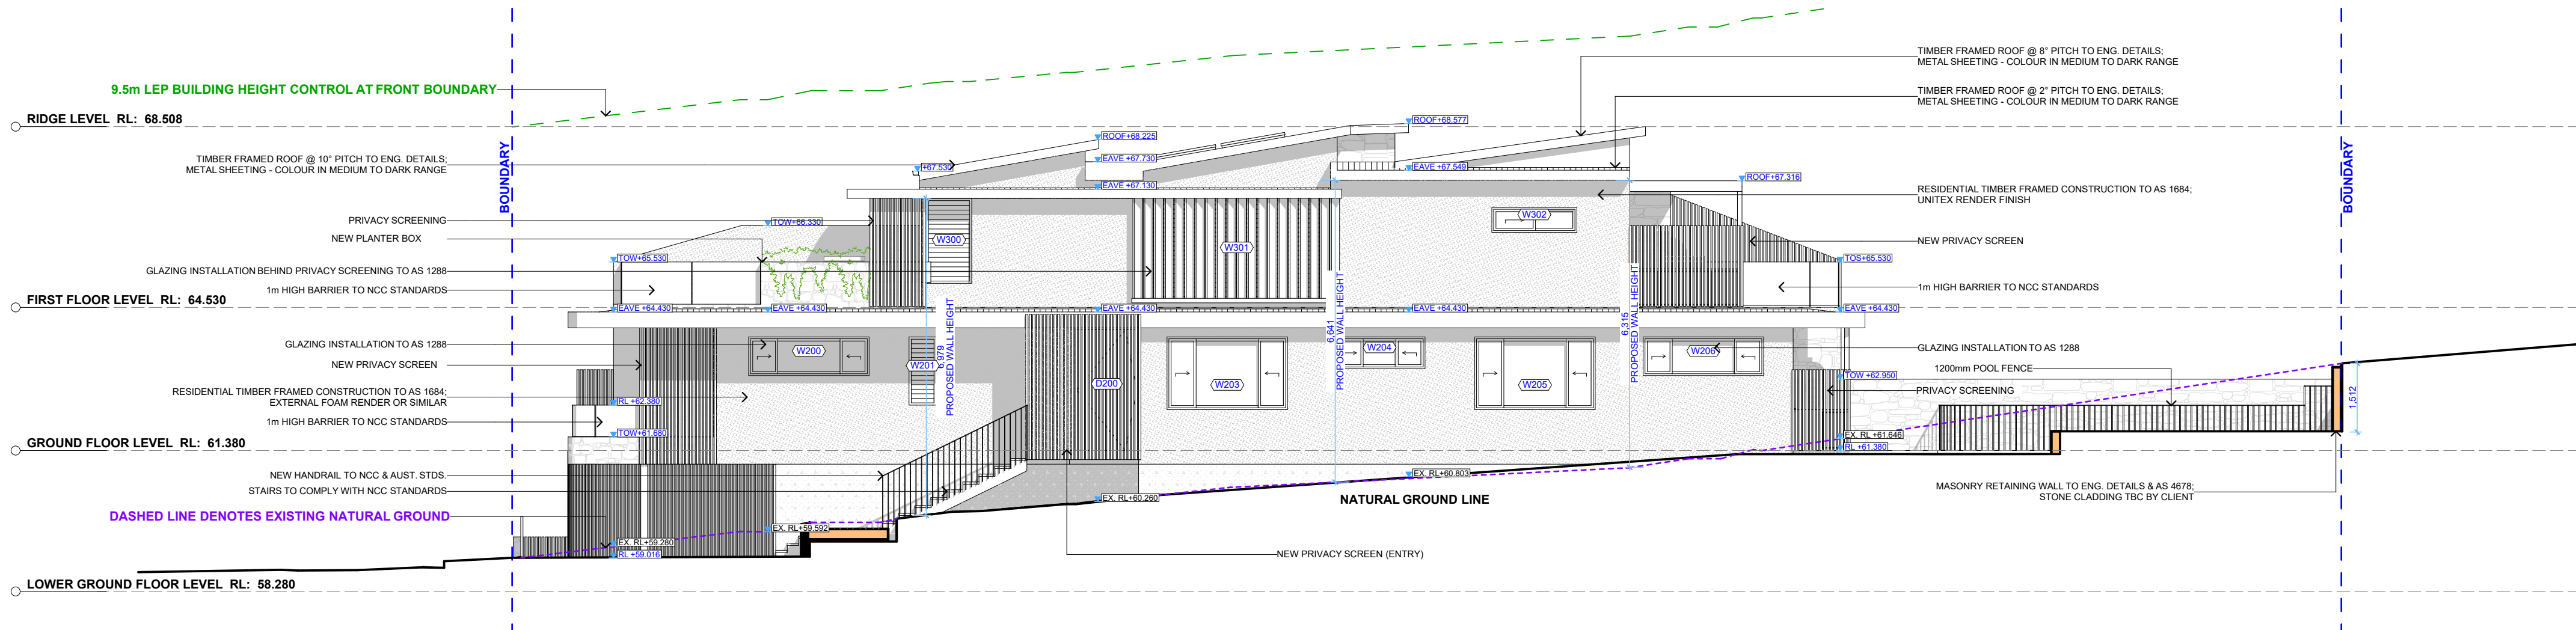 TIMBER FRAMED ROOF @ 8° PITCH TO ENG. DETAILS;
METAL SHEETING - COLOUR IN MEDIUM TO DARK RANGE
9.5m LEP BUILDING HEIGHT CONTROL AT FRONT BOUNDARY
TIMBER FRAMED ROOF @ 2° PITCH TO ENG. DETAILS;
METAL SHEETING - COLOUR IN MEDIUM TO DARK RANGE
RIDGE LEVEL RL: 68.508
ROOF+68.577
ROOF+68.225
BOUNDARY
BOUNDARY
TIMBER FRAMED ROOF @ 10° PITCH TO ENG. DETAILS;
METAL SHEETING - COLOUR IN MEDIUM TO DARK RANGE
+67.530
EAVE +67.730
EAVE +67.549
EAVE +67.130
ROOF+67.316
RESIDENTIAL TIMBER FRAMED CONSTRUCTION TO AS 1684;
UNITEX RENDER FINISH
PRIVACY SCREENING
TOW+66.330
W302
NEW PLANTER BOX
W300
W301
NEW PRIVACY SCREEN
TOW+65.530
TOS+65.530
GLAZING INSTALLATION BEHIND PRIVACY SCREENING TO AS 1288
1m HIGH BARRIER TO NCC STANDARDS
1m HIGH BARRIER TO NCC STANDARDS
FIRST FLOOR LEVEL RL: 64.530
EAVE +64.430
EAVE +64.430
EAVE +64.430
EAVE +64.430
EAVE +64.430
6,979
PROPOSED WALL HEIGHT
6,641
PROPOSED WALL HEIGHT
6,315
PROPOSED WALL HEIGHT
GLAZING INSTALLATION TO AS 1288
W200
W204
W206
GLAZING INSTALLATION TO AS 1288
NEW PRIVACY SCREEN
W201
1200mm POOL FENCE
TOW +62.950
D200
W203
W205
RESIDENTIAL TIMBER FRAMED CONSTRUCTION TO AS 1684;
EXTERNAL FOAM RENDER OR SIMILAR
PRIVACY SCREENING
RL +62.380
1,512
1m HIGH BARRIER TO NCC STANDARDS
TOW+61.680
EX. RL +61.646
GROUND FLOOR LEVEL RL: 61.380
RL +61.380
NEW HANDRAIL TO NCC & AUST. STDS.
EX. RL+60.803
STAIRS TO COMPLY WITH NCC STANDARDS
EX. RL+60.260
NATURAL GROUND LINE
MASONRY RETAINING WALL TO ENG. DETAILS & AS 4678;
STONE CLADDING TBC BY CLIENT
DASHED LINE DENOTES EXISTING NATURAL GROUND
EX. RL+59.592
EX. RL+59.280
RL +59.016
NEW PRIVACY SCREEN (ENTRY)
LOWER GROUND FLOOR LEVEL RL: 58.280